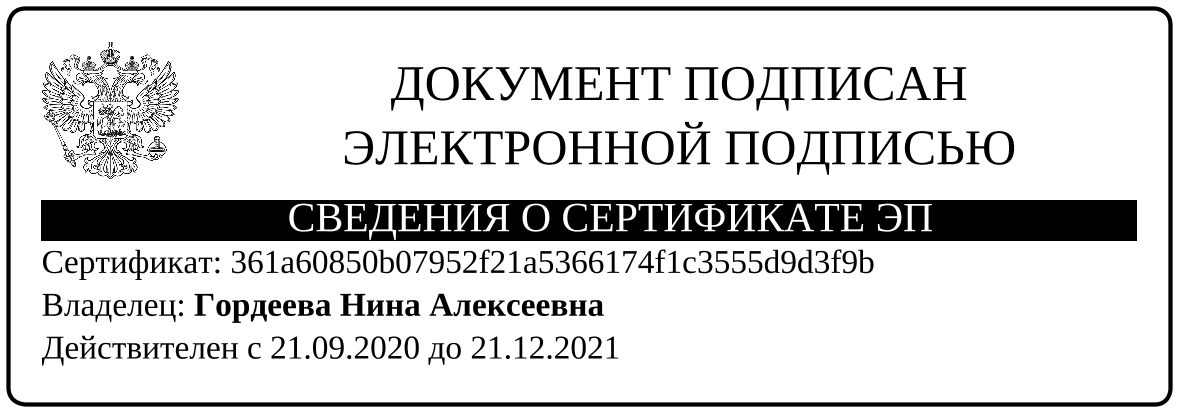 ДОКУМЕНТ ПОДПИСАН
ЭЛЕКТРОННОЙ ПОДПИСЬЮ
СВЕДЕНИЯ О СЕРТИФИКАТЕ ЭП
Сертификат: 361a60850b07952f21a5366174f1c3555d9d3f9b
Владелец: Гордеева Нина Алексеевна
Действителен с 21.09.2020 до 21.12.2021